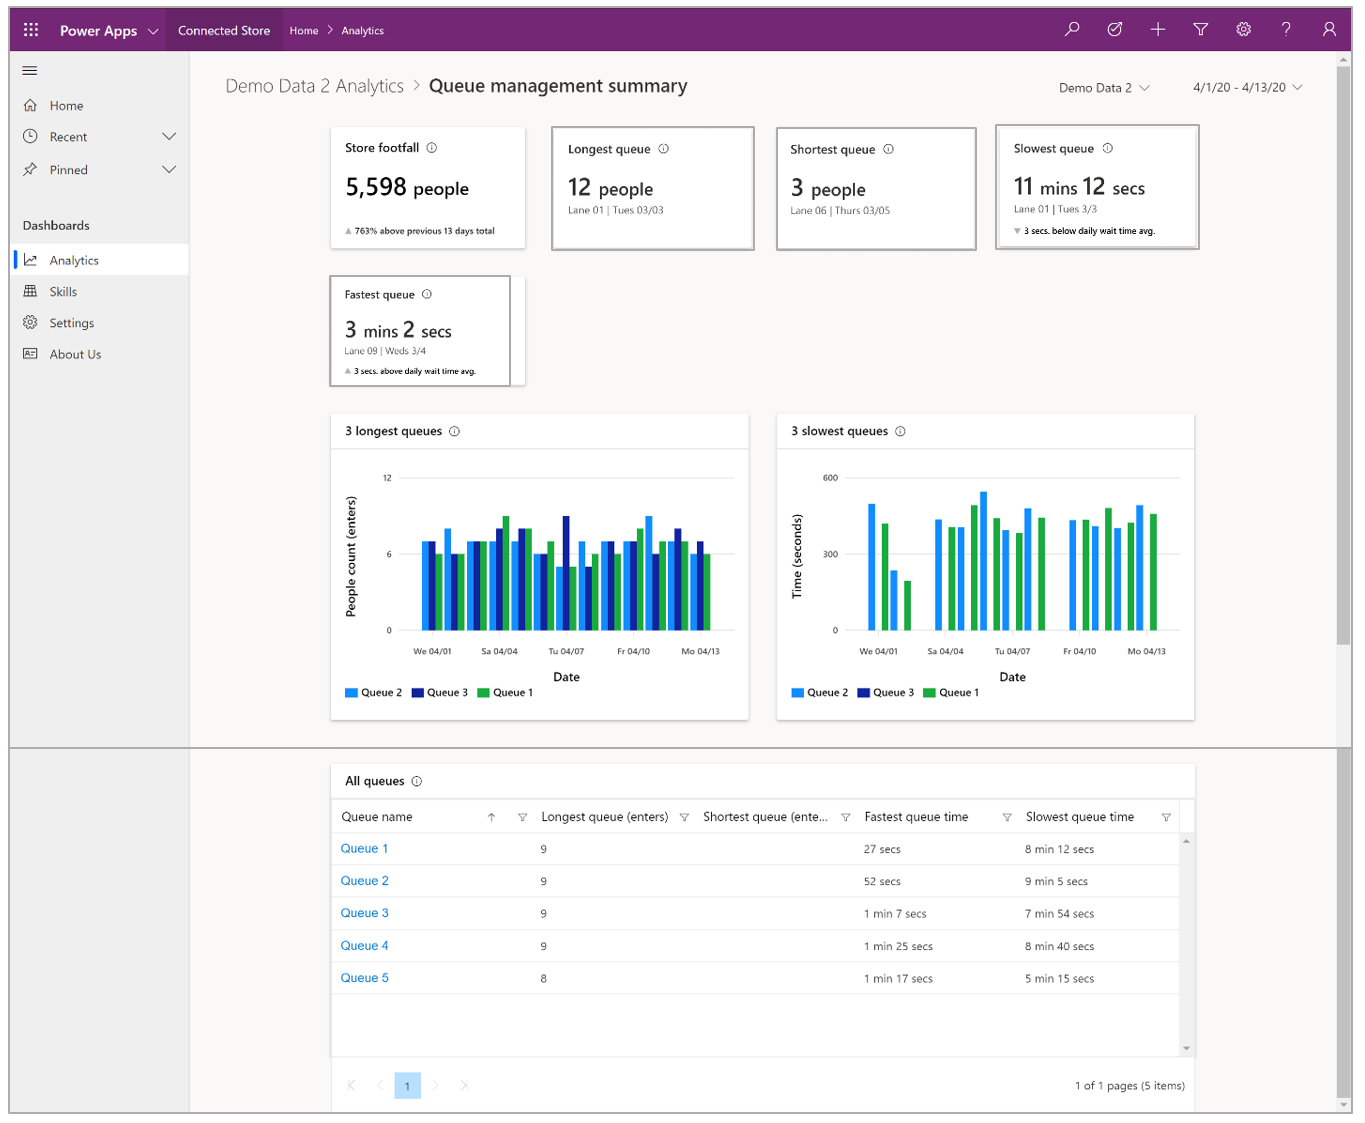 Power Apps Connected Store Home > Analytics
Demo Data 2 Analytics > Queue management summary
Demo Data 2
4/1/20 - 4/13/20
Home
Recent
Pinned
Dashboards
Analytics
Skills
Settings
About Us
Store footfall
5,598 people
▲ 763% above previous 13 days total
Longest queue
12 people
Lane 01 | Tues 03/03
Shortest queue
3 people
Lane 06 | Thurs 03/05
Slowest queue
11 mins 12 secs
Lane 01 | Tues 3/3
▼ 3 secs. below daily wait time avg.
Fastest queue
3 mins 2 secs
Lane 09 | Weds 3/4
▲ 3 secs. above daily wait time avg.
3 longest queues
People count (enters)
12
6
0
We 04/01 Sa 04/04 Tu 04/07 Fr 04/10 Mo 04/13
Date
Queue 2 Queue 3 Queue 1
3 slowest queues
Time (seconds)
600
300
0
We 04/01 Sa 04/04 Tu 04/07 Fr 04/10 Mo 04/13
Date
Queue 2 Queue 3 Queue 1
All queues
Queue name Longest queue (enters) Shortest queue (ente... Fastest queue time Slowest queue time
Queue 1 9 27 secs 8 min 12 secs
Queue 2 9 52 secs 9 min 5 secs
Queue 3 9 1 min 7 secs 7 min 54 secs
Queue 4 9 1 min 25 secs 8 min 40 secs
Queue 5 8 1 min 17 secs 5 min 15 secs
1
1 of 1 pages (5 items)